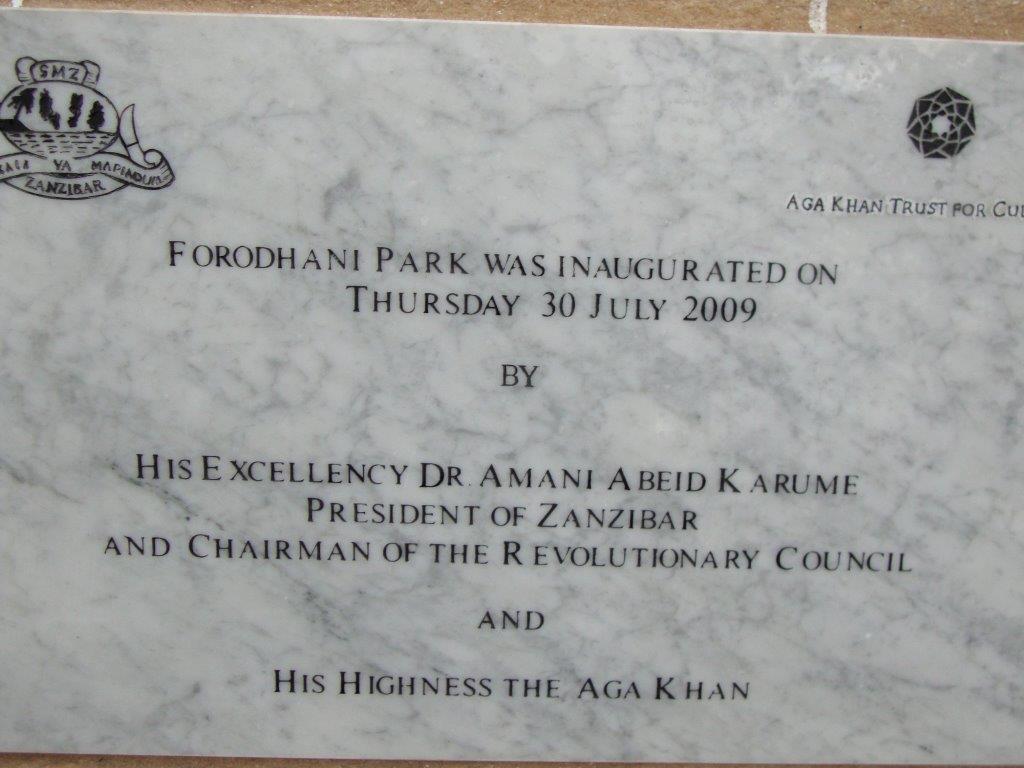 SMZ
YA MAPINDUZI
ZANZIBAR
AGA KHAN TRUST FOR
FORODHANI PARK WAS INAUGURATED ON
THURSDAY 30 JULY 2009
BY
HIS EXCELLENCY DR. AMANI ABEID KARUME
PRESIDENT OF ZANZIBAR
AND CHAIRMAN OF THE REVOLUTIONARY COUNCIL
AND
HIS HIGHNESS THE AGA KHAN